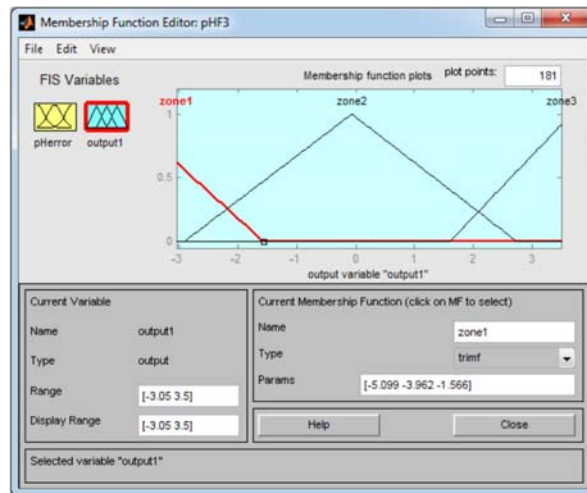 Membership Function Editor: pHF3
File Edit View
FIS Variables
Membership function plots plot points: 181
pHerror output1
zone1 zone2 zone3
1
0.5
0
-3 -2 -1 0 1 2 3
output variable "output1"
Current Variable
Name output1
Type output
Range [-3.05 3.5]
Display Range [-3.05 3.5]
Current Membership Function (click on MF to select)
Name zone1
Type trimf
Params [-5.099 -3.962 -1.566]
Help Close
Selected variable "output1"